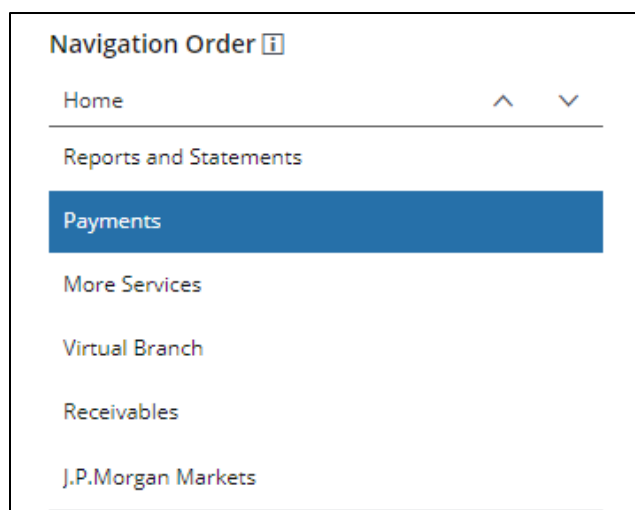 Navigation Order
Home
Reports and Statements
Payments
More Services
Virtual Branch
Receivables
J.P.Morgan Markets